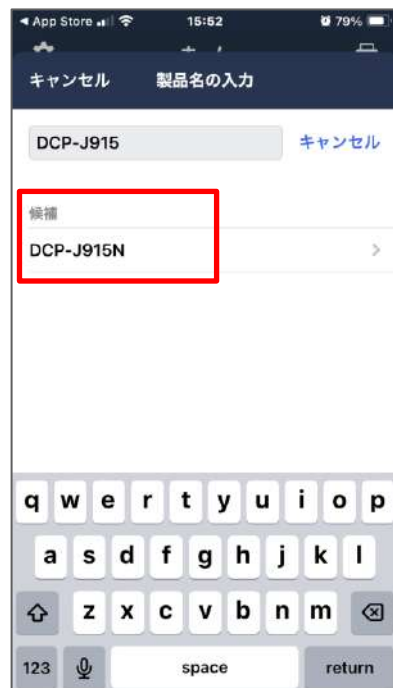 App Store
15:52
79%
キャンセル 製品名の入力
DCP-J915 キャンセル
候補
DCP-J915N
q w e r t y u i o p
a s d f g h j k l
z x c v b n m
123 space return